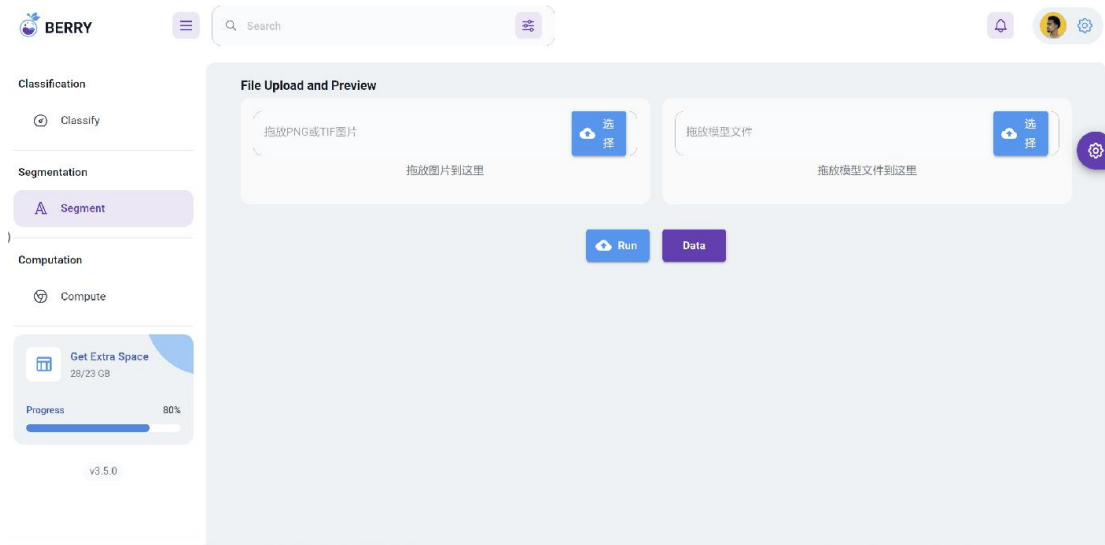 BERRY
Search
Classification
Classify
Segmentation
Segment
Computation
Compute
Get Extra Space
28/23 GB
Progress
80%
v3.5.0
File Upload and Preview
拖放PNG或TIF图片
选
择
拖放图片到这里
拖放模型文件
选
择
拖放模型文件到这里
Run
Data